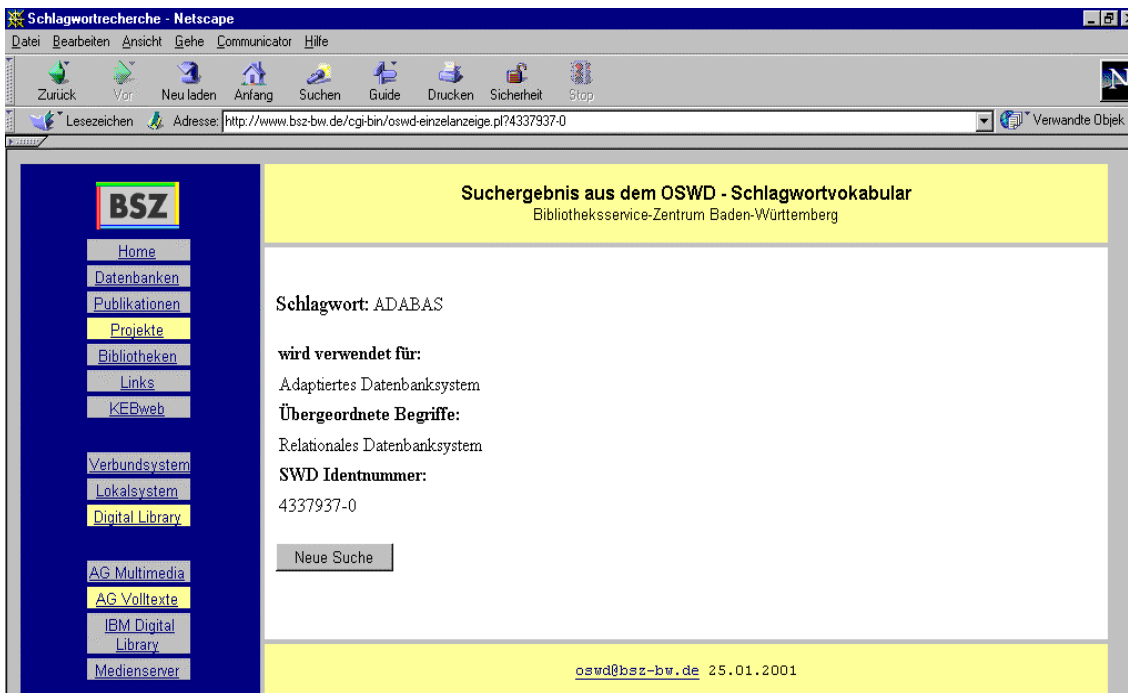 Schlagwortrecherche - Netscape
Datei Bearbeiten Ansicht Gehe Communicator Hilfe
Zurück Vor Neu laden Anfang Suchen Guide Drucken Sicherheit Stop
N
Lesezeichen Adresse: http://www.bsz-bw.de/cgi-bin/oswd-einzelanzeige.pl?4337937-0 Verwandte Objek
BSZ
Home
Datenbanken
Publikationen
Projekte
Bibliotheken
Links
KEBweb
Verbundsystem
Lokalsystem
Digital Library
AG Multimedia
AG Volltexte
IBM Digital
Library
Medienserver
Suchergebnis aus dem OSWD - Schlagwortvokabular
Bibliotheksservice-Zentrum Baden-Württemberg
Schlagwort: ADABAS
wird verwendet für:
Adaptiertes Datenbanksystem
Übergeordnete Begriffe:
Relationales Datenbanksystem
SWD Identnummer:
4337937-0
Neue Suche
oswd@bsz-bw.de 25.01.2001